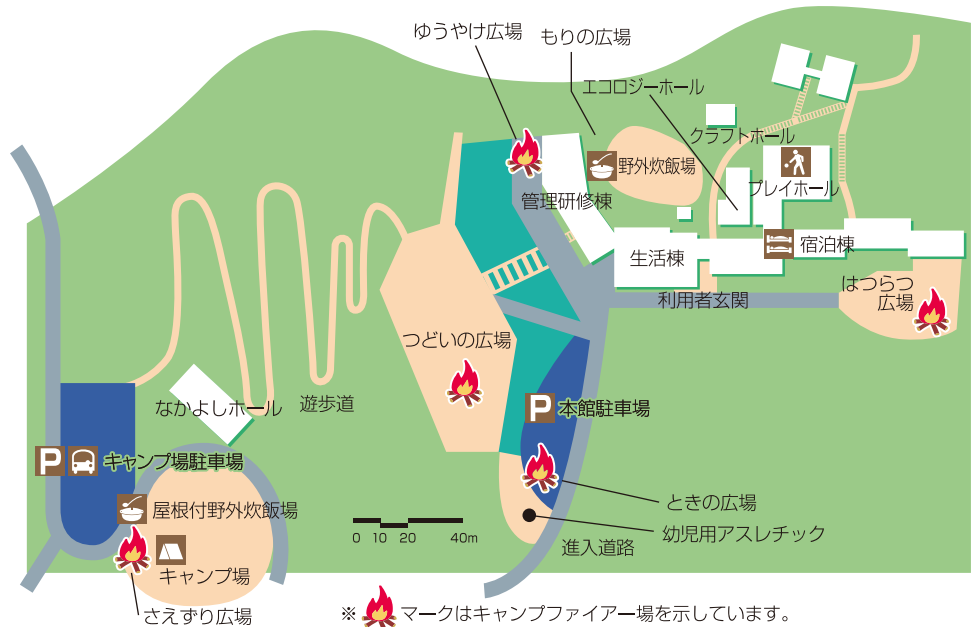 ゆうやけ広場
もりの広場
エコロジーホール
クラフトホール
野外炊飯場
プレイホール
管理研修棟
生活棟
宿泊棟
はつらつ
広場
利用者玄関
つどいの広場
なかよしホール
遊歩道
P 本館駐車場
P キャンプ場駐車場
屋根付野外炊飯場
ときの広場
幼児用アスレチック
進入道路
0 10 20 40m
キャンプ場
さえずり広場
※ マークはキャンプファイアー場を示しています。